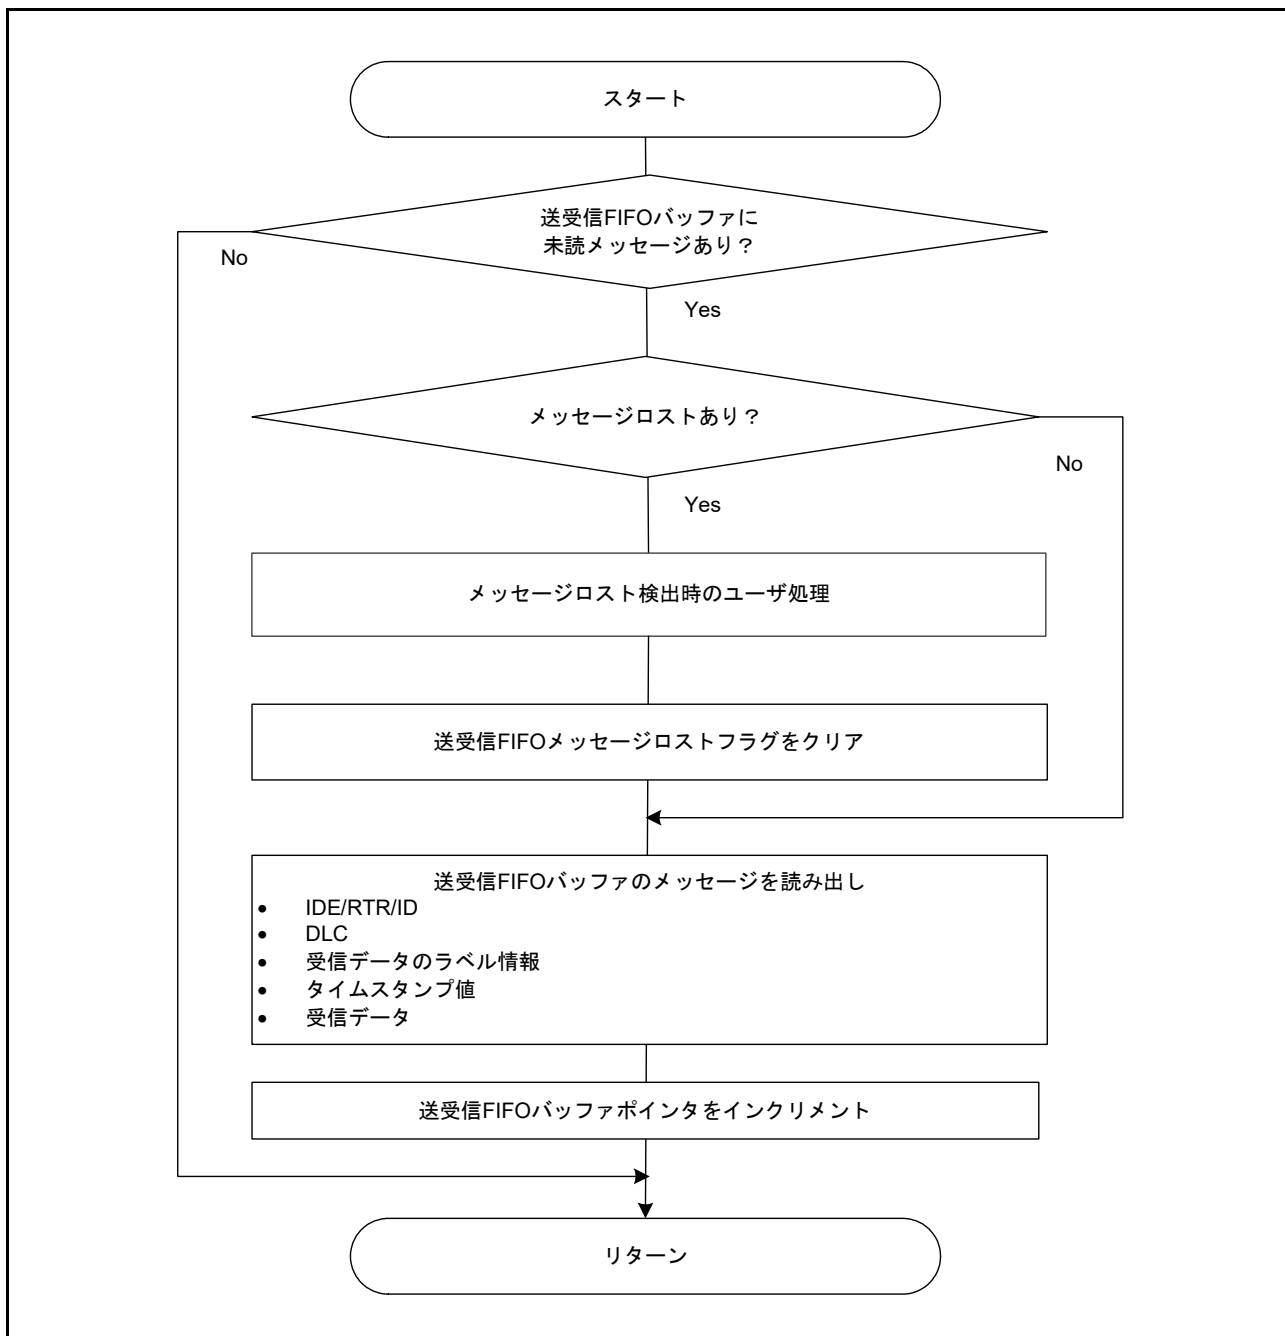 スタート
送受信FIFOバッファに
未読メッセージあり？
No
Yes
メッセージロストあり？
No
Yes
メッセージロスト検出時のユーザ処理
送受信FIFOメッセージロストフラグをクリア
送受信FIFOバッファのメッセージを読み出し
• IDE/RTR/ID
• DLC
• 受信データのラベル情報
• タイムスタンプ値
• 受信データ
送受信FIFOバッファポインタをインクリメント
リターン